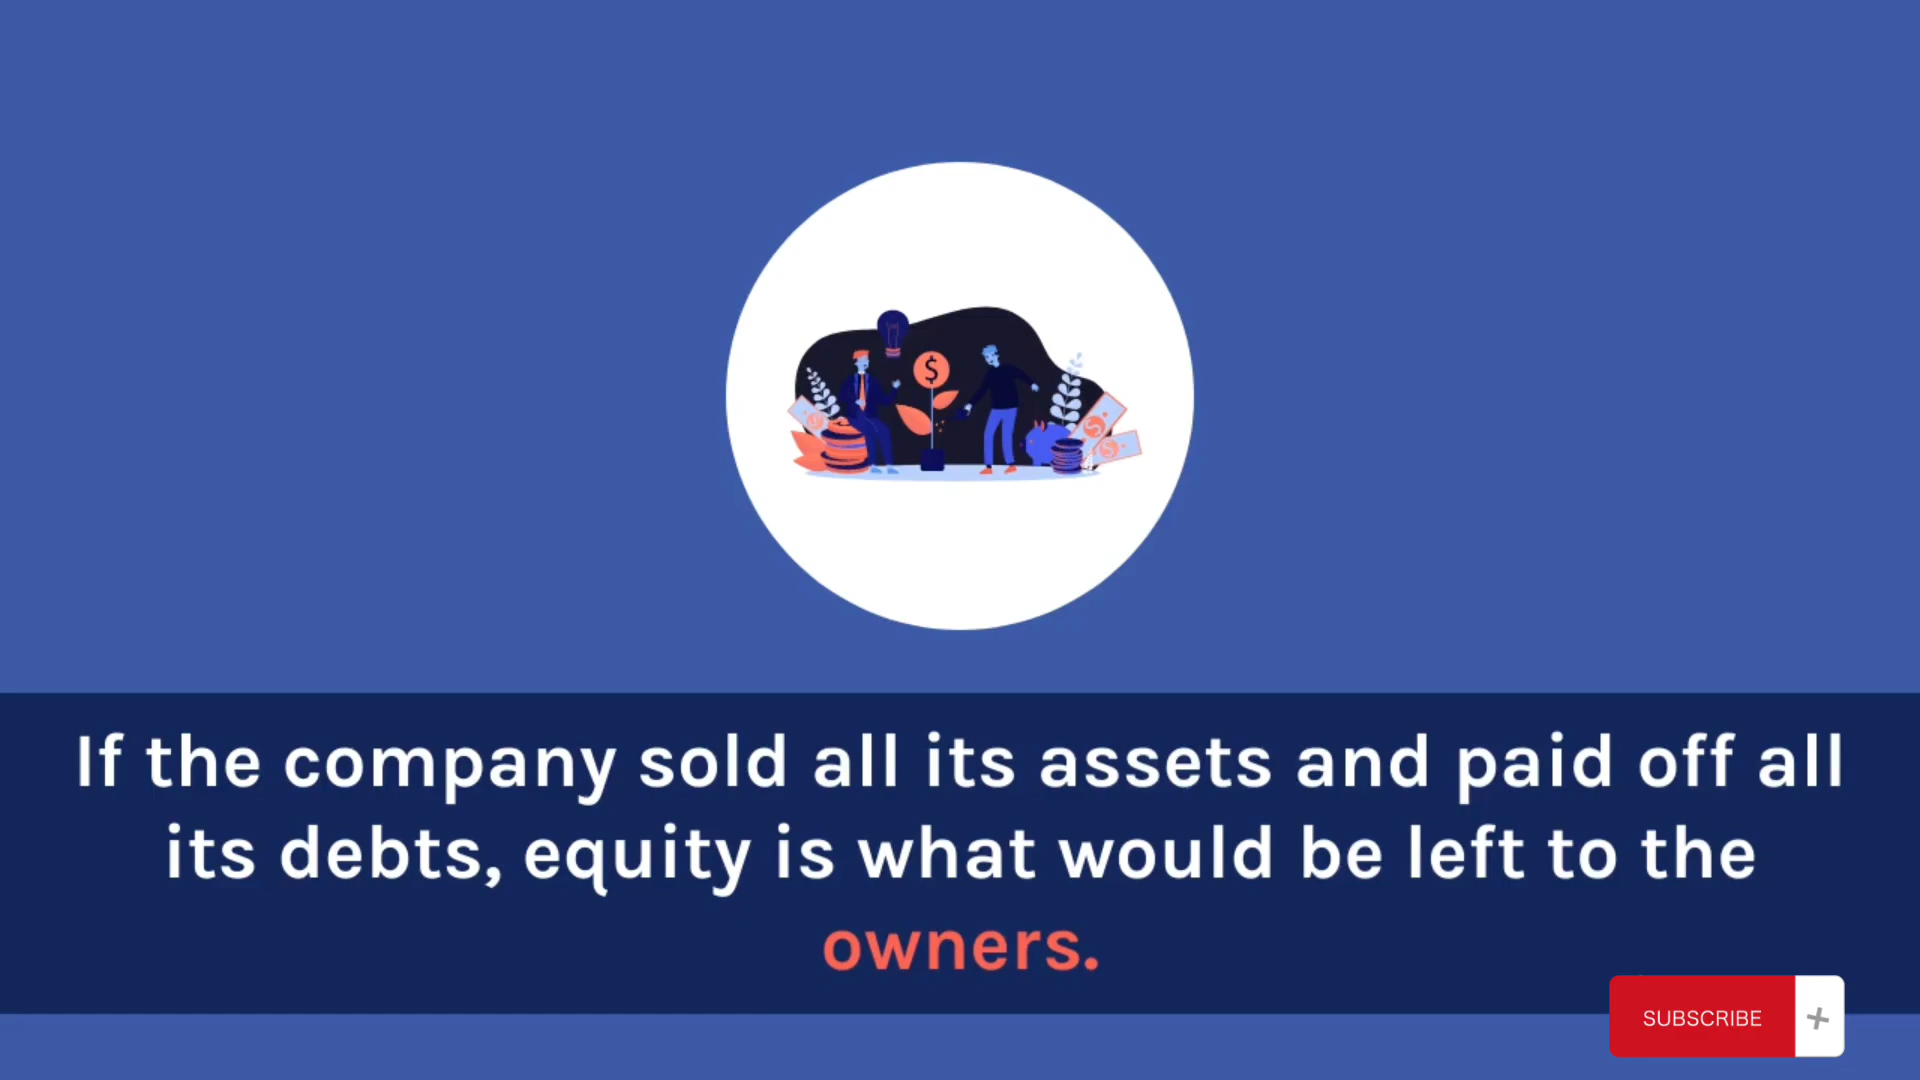 $
If the company sold all its assets and paid off all
its debts, equity is what would be left to the
owners.
SUBSCRIBE +